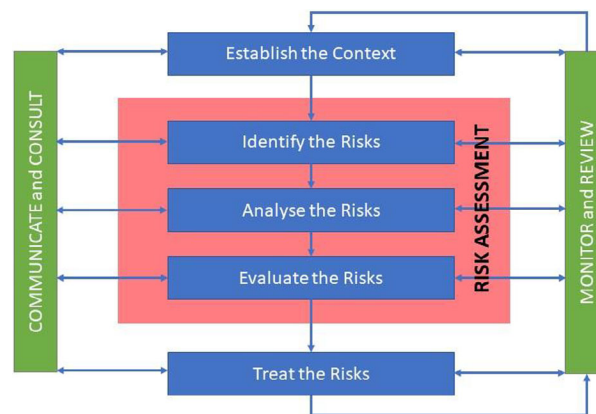 Establish the Context
COMMUNICATE and CONSULT
Identify the Risks
Analyse the Risks
Evaluate the Risks
RISK ASSESSMENT
MONITOR and REVIEW
Treat the Risks